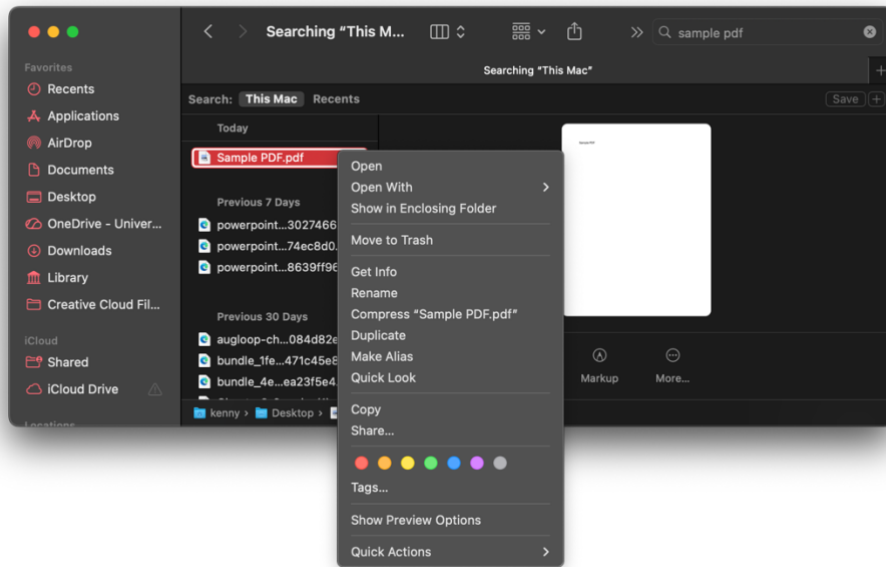 Searching “This M...
sample pdf
Searching “This Mac”
Favorites
Recents
Applications
AirDrop
Documents
Desktop
OneDrive - Univer...
Downloads
Library
Creative Cloud Fil...
iCloud
Shared
iCloud Drive
Locations
Search: This Mac Recents
Save
Today
Sample PDF.pdf
Previous 7 Days
powerpoint...3027466
powerpoint...74ec8d0.
powerpoint...8639ff96
Previous 30 Days
augloop-ch...084d82e
bundle_1fe...471c45e8
bundle_4e...ea23f5e4
kenny › Desktop ›
Open
Open With
Show in Enclosing Folder
Move to Trash
Get Info
Rename
Compress “Sample PDF.pdf”
Duplicate
Make Alias
Quick Look
Copy
Share...
Tags...
Show Preview Options
Quick Actions
Sample PDF
Markup
More...